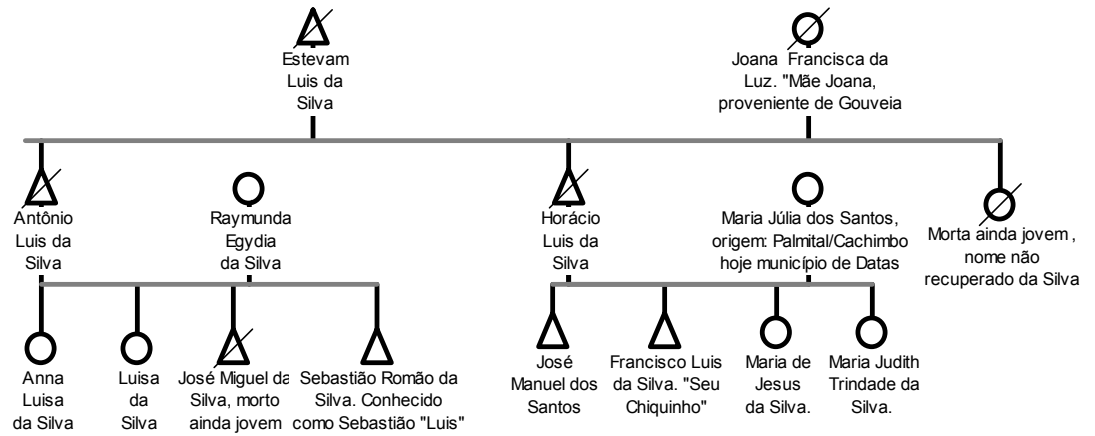 Estevam
Luis da
Silva
Joana Francisca da
Luz. "Mãe Joana,
proveniente de Gouveia
Antônio
Luis da
Silva
Raymunda
Egydia
da Silva
Horácio
Luis da
Silva
Maria Júlia dos Santos,
origem: Palmital/Cachimbo
hoje município de Datas
Morta ainda jovem ,
nome não
recuperado da Silva
Anna
Luisa
da Silva
Luisa
da
Silva
José Miguel da
Silva, morto
ainda jovem
Sebastião Romão da
Silva. Conhecido
como Sebastião "Luis"
José
Manuel dos
Santos
Francisco Luis
da Silva. "Seu
Chiquinho"
Maria de
Jesus
da Silva.
Maria Judith
Trindade da
Silva.